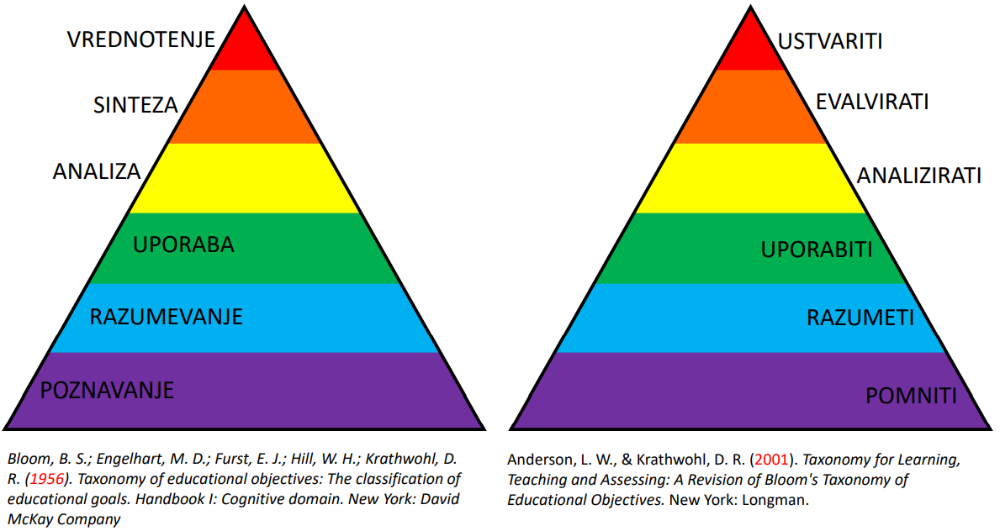 VREDNOTENJE
SINTEZA
ANALIZA
UPORABA
RAZUMEVANJE
POZNAVANJE
Bloom, B. S.; Engelhart, M. D.; Furst, E. J.; Hill, W. H.; Krathwohl, D.
R. (1956). Taxonomy of educational objectives: The classification of
educational goals. Handbook I: Cognitive domain. New York: David
McKay Company
USTVARITI
EVALVIRATI
ANALIZIRATI
UPORABITI
RAZUMETI
POMNITI
Anderson, L. W., & Krathwohl, D. R. (2001). Taxonomy for Learning,
Teaching and Assessing: A Revision of Bloom's Taxonomy of
Educational Objectives. New York: Longman.